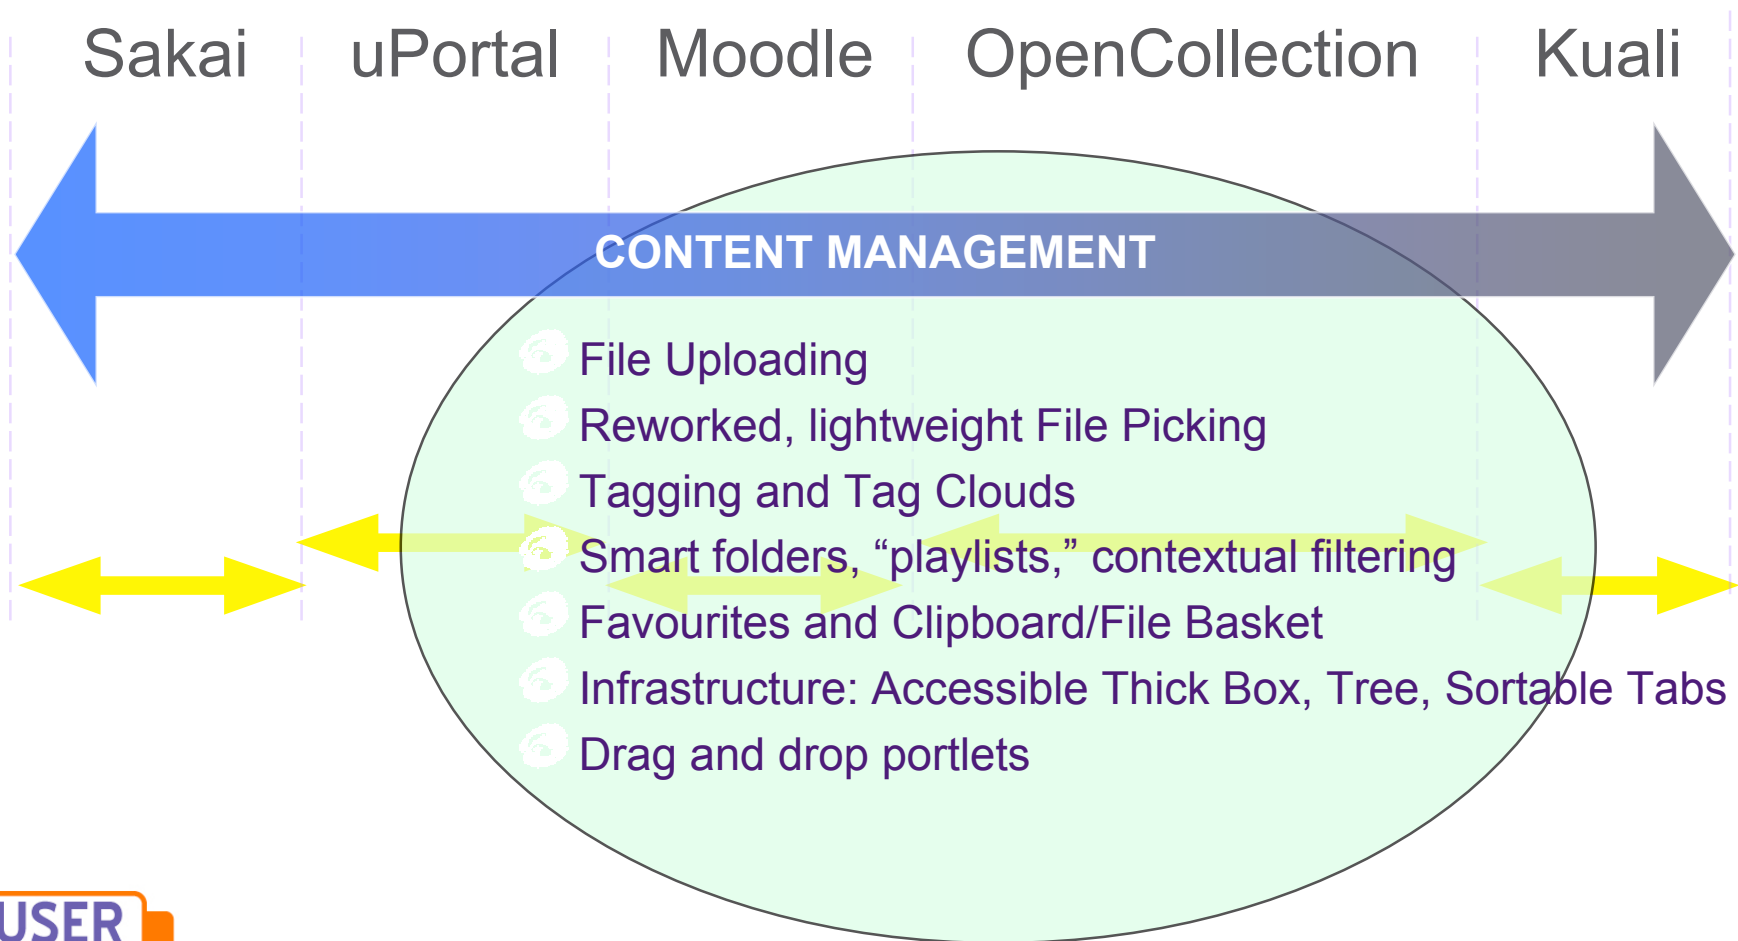 Sakai uPortal Moodle OpenCollection Kuali
CONTENT MANAGEMENT
File Uploading
Reworked, lightweight File Picking
Tagging and Tag Clouds
Smart folders, “playlists,” contextual filtering
Favourites and Clipboard/File Basket
Infrastructure: Accessible Thick Box, Tree, Sortable Tabs
Drag and drop portlets
USER